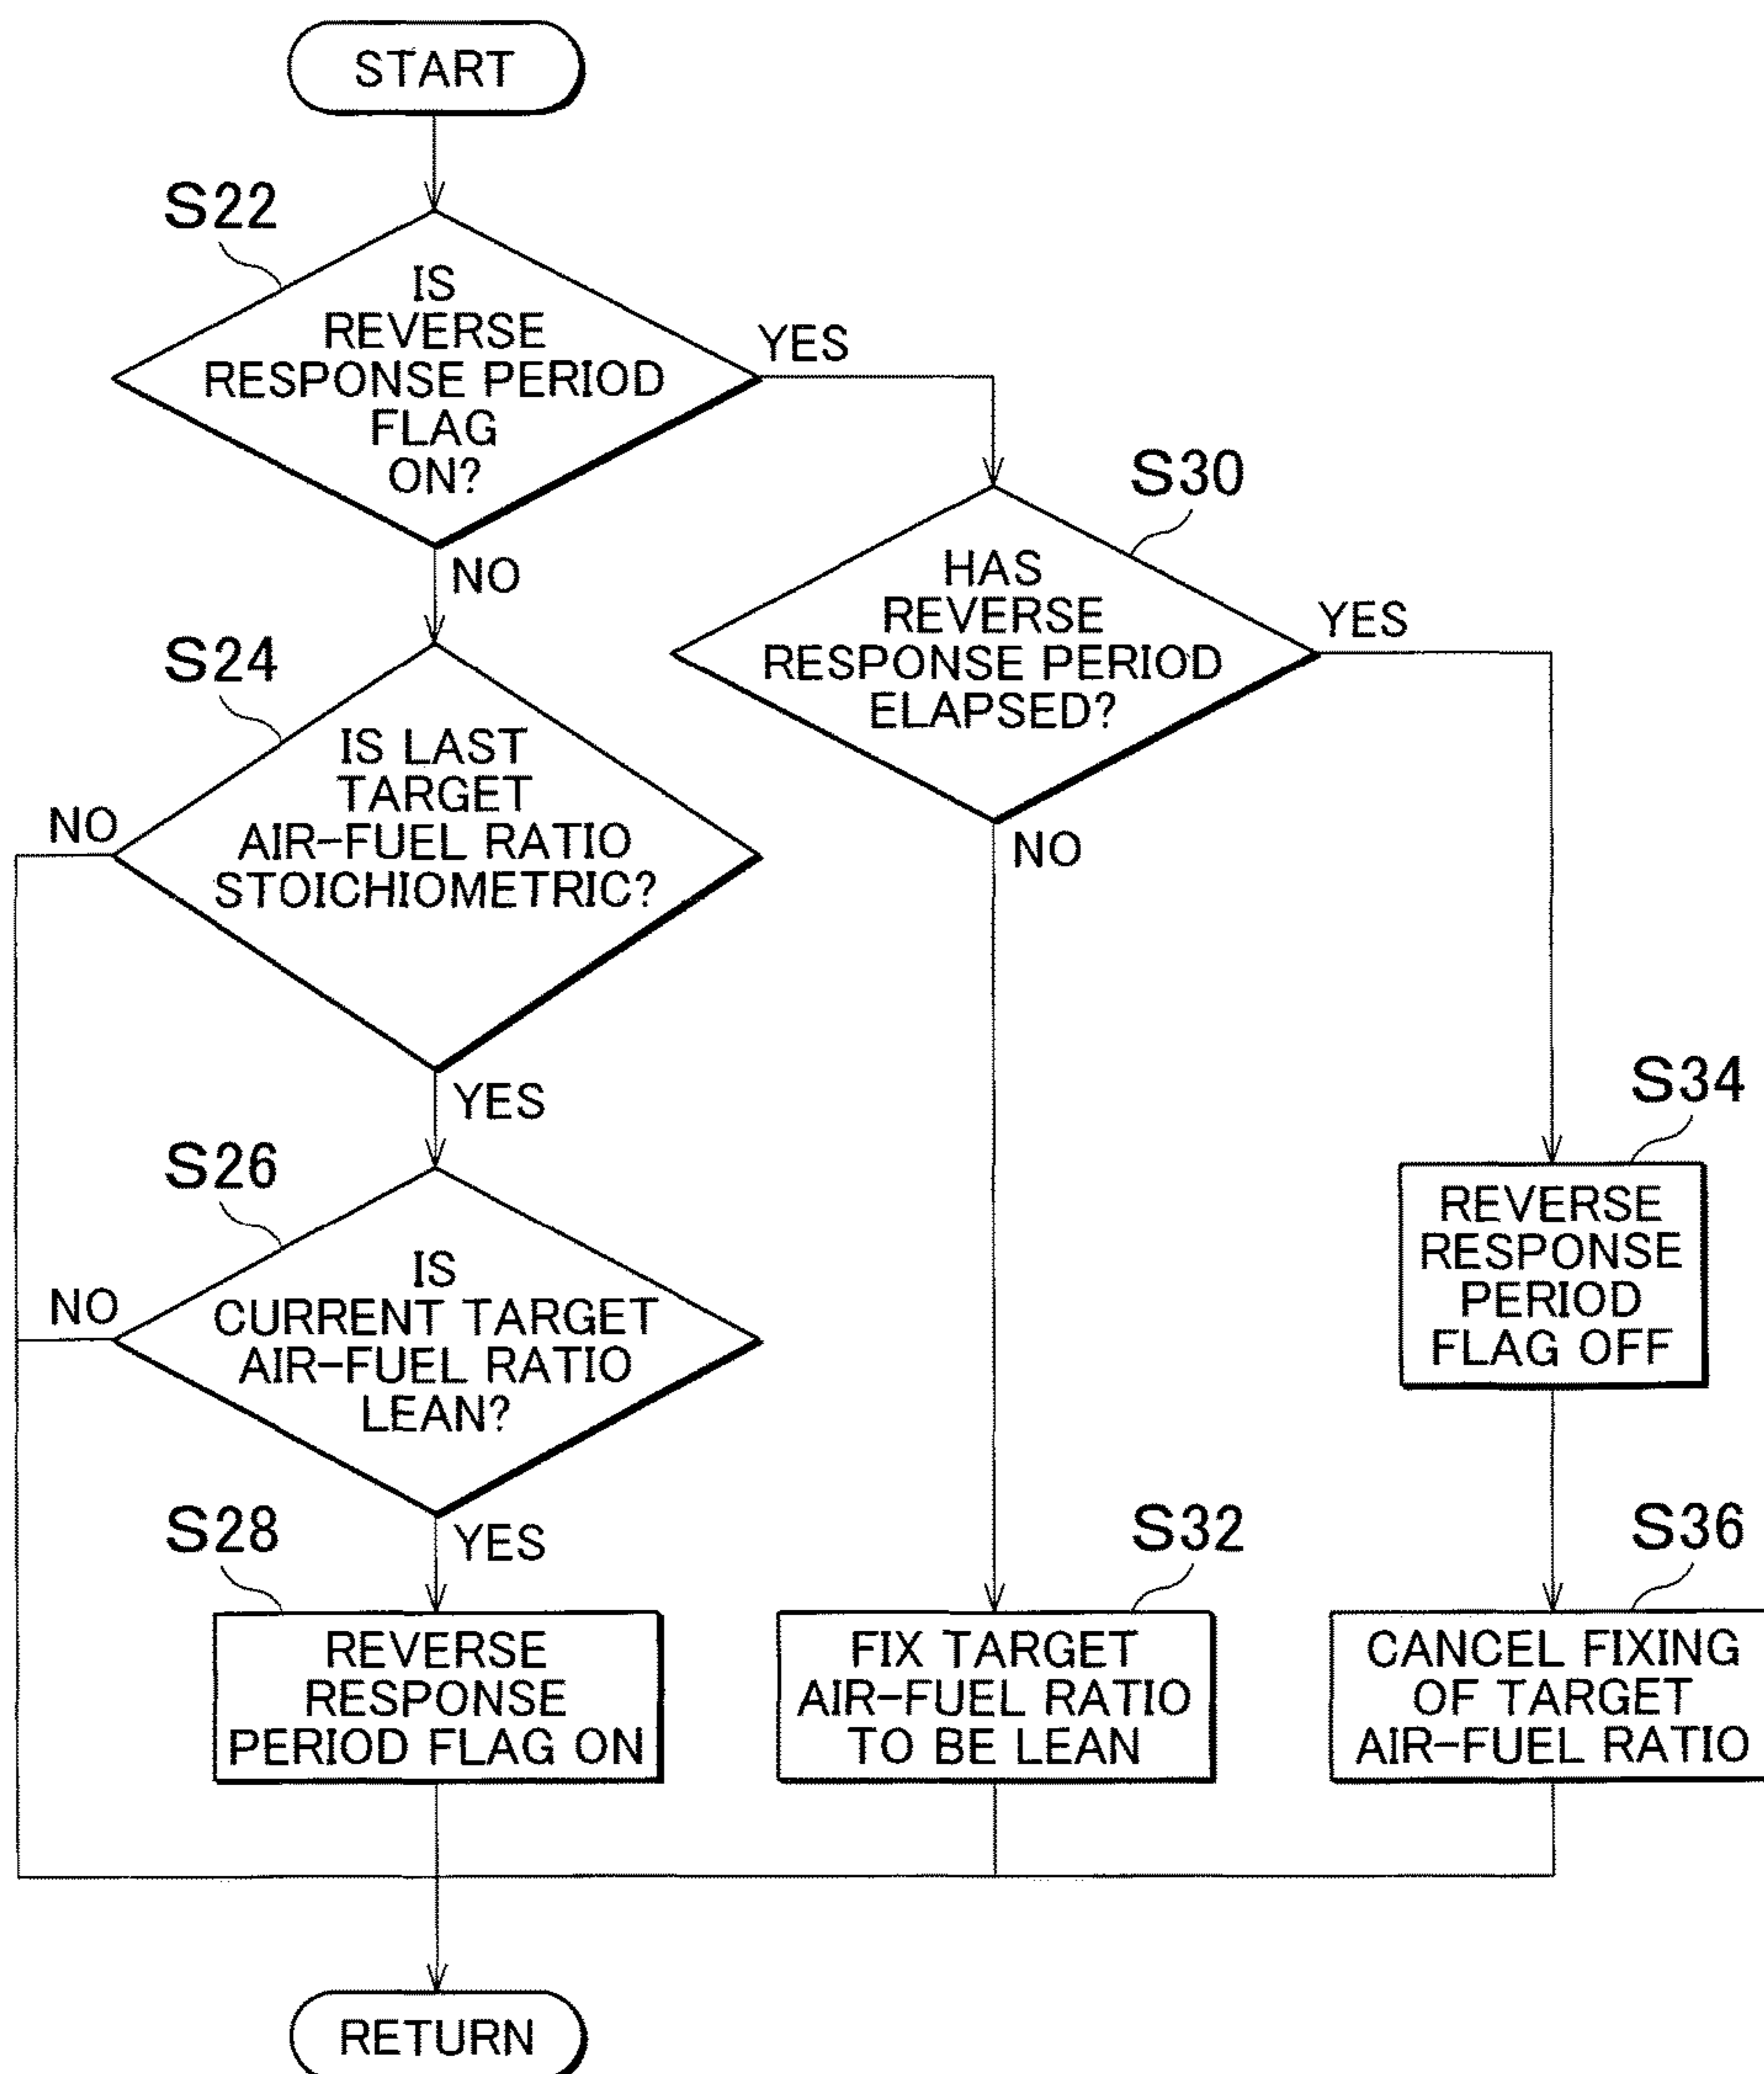 START
S22
IS
REVERSE
RESPONSE PERIOD
FLAG
ON?
YES
NO
S30
HAS
REVERSE
RESPONSE PERIOD
ELAPSED?
YES
NO
S24
IS LAST
TARGET
AIR-FUEL RATIO
STOICHIOMETRIC?
NO
YES
S26
IS
CURRENT TARGET
AIR-FUEL RATIO
LEAN?
NO
YES
S34
REVERSE
RESPONSE
PERIOD
FLAG OFF
S28
REVERSE
RESPONSE
PERIOD FLAG ON
S32
FIX TARGET
AIR-FUEL RATIO
TO BE LEAN
S36
CANCEL FIXING
OF TARGET
AIR-FUEL RATIO
RETURN